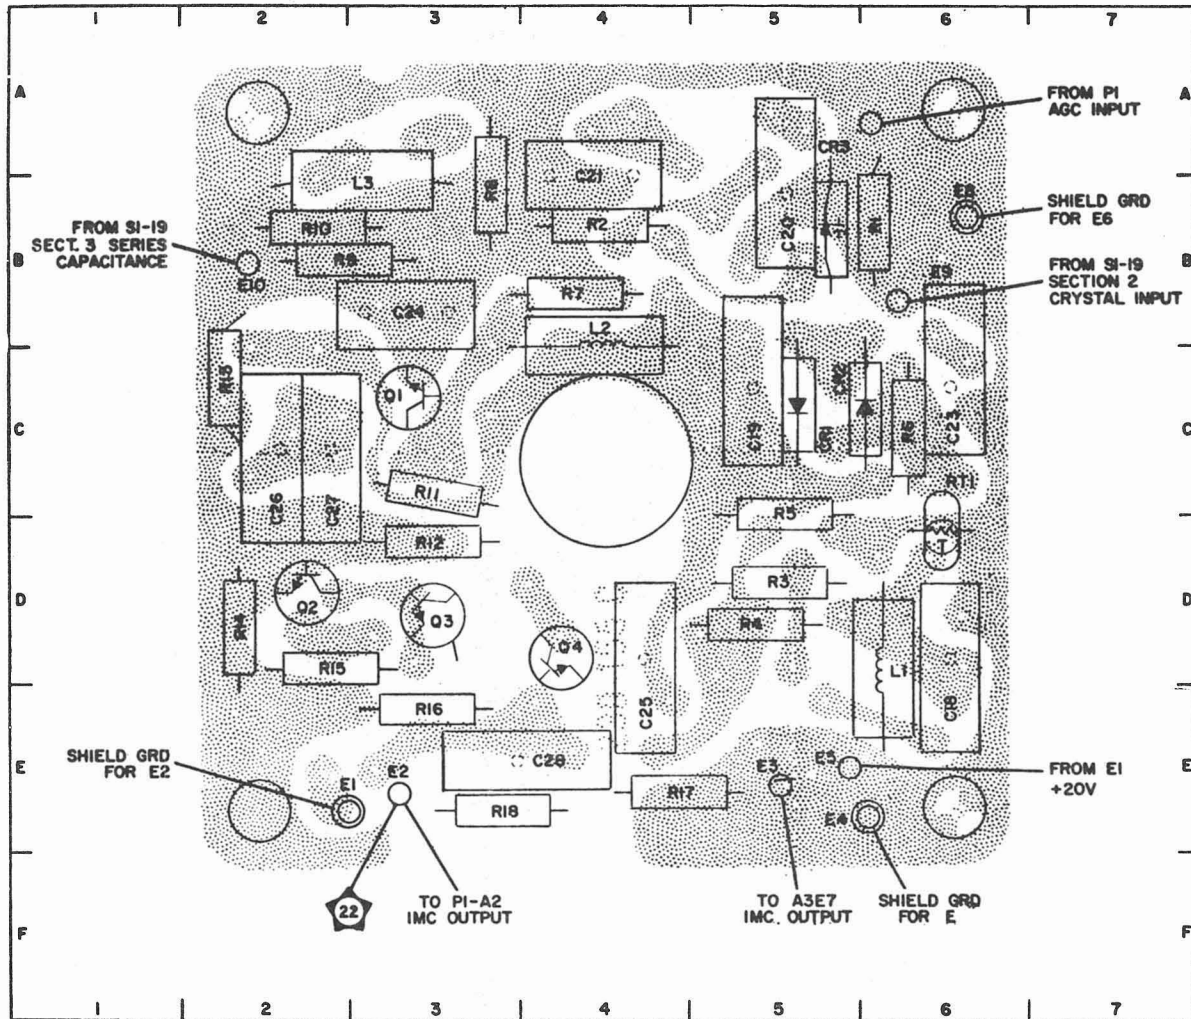 1 2 3 4 5 6 7
A A
FROM P1
AGC INPUT
CR3
L3
R8
C21
C20
R1
E8
SHIELD GRD
FOR E6
FROM S1-19
SECT. 3 SERIES
CAPACITANCE
R10
R2
R9
B B
E10
E9
FROM S1-19
SECTION 2
CRYSTAL INPUT
R7
C24
L2
R13
Q1
C19
CR1
CR2
R6
C23
C C
R11
RT1
C26
C27
R5
R12
T
D D
R3
Q2
Q3
R4
R14
Q4
R15
L1
C25
C18
R16
SHIELD GRD
FOR E2
E E
E1
E2
C28
R17
E3
E5
FROM E1
+20V
R18
E4
22
TO P1-A2
IMC OUTPUT
TO A3E7
IMC. OUTPUT
SHIELD GRD
FOR E
F F
1 2 3 4 5 6 7